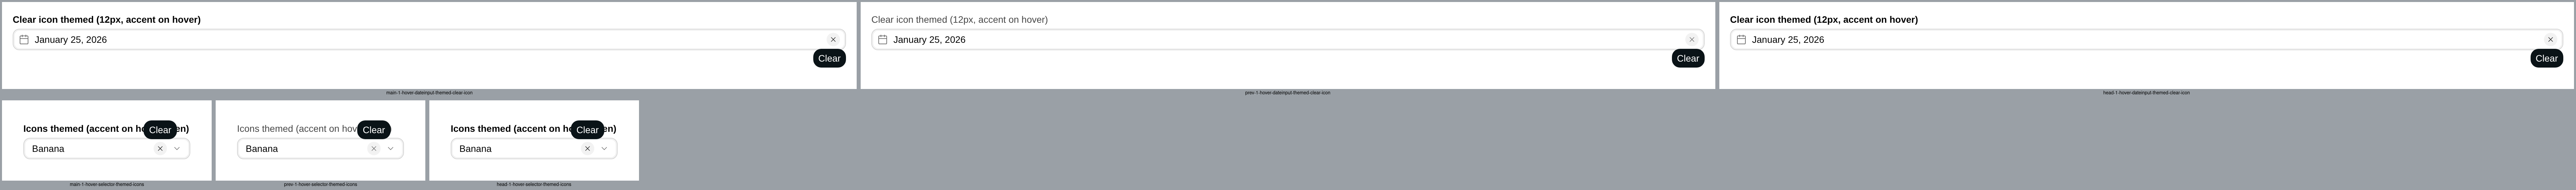 Clear icon themed (12px, accent on hover)
January 25, 2026
Clear
main-1-hover-dateinput-themed-clear-icon
Clear icon themed (12px, accent on hover)
January 25, 2026
Clear
prev-1-hover-dateinput-themed-clear-icon
Clear icon themed (12px, accent on hover)
January 25, 2026
Clear
head-1-hover-dateinput-themed-clear-icon
Icons themed (accent on ho
en)
Clear
Banana
main-1-hover-selector-themed-icons
Icons themed (accent on hov
Clear
Banana
prev-1-hover-selector-themed-icons
Icons themed (accent on ho
en)
Clear
Banana
head-1-hover-selector-themed-icons